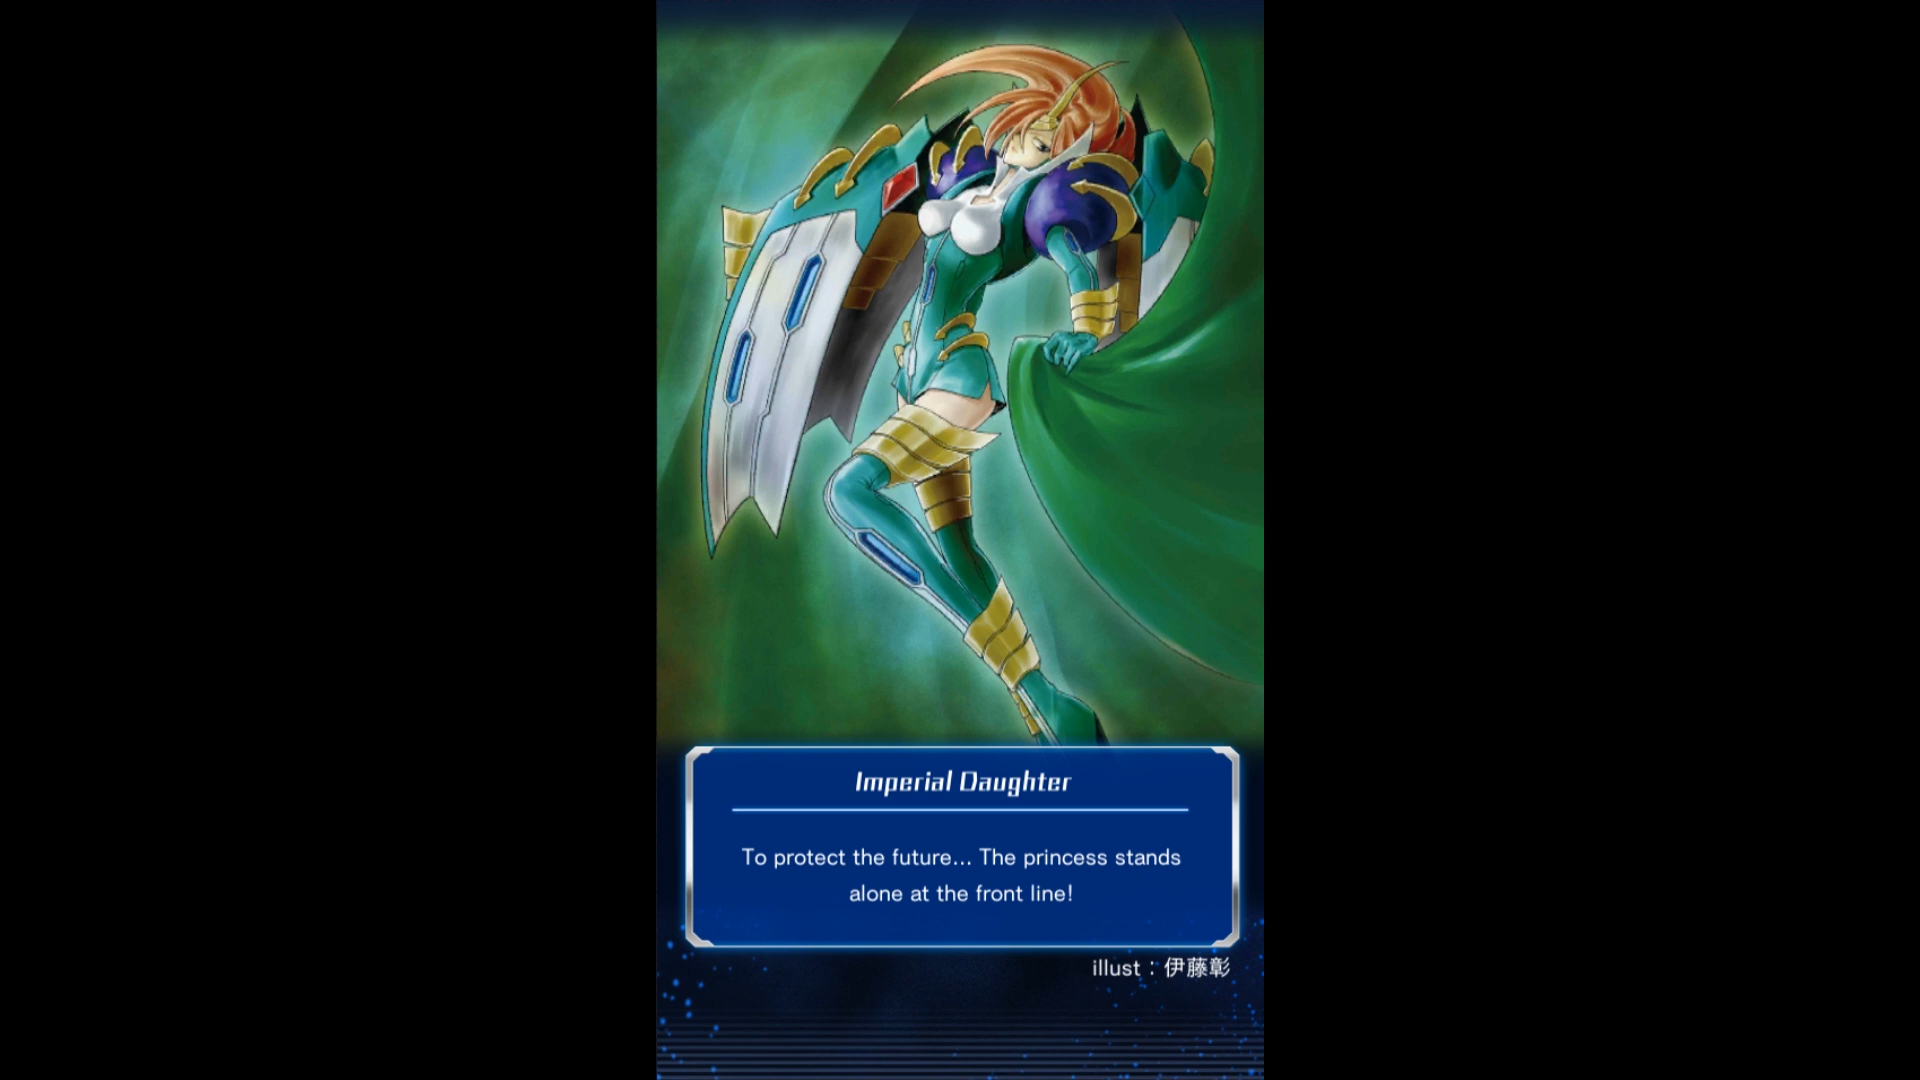 Imperial Daughter
To protect the future... The princess stands
alone at the front line!
illust：伊藤彰